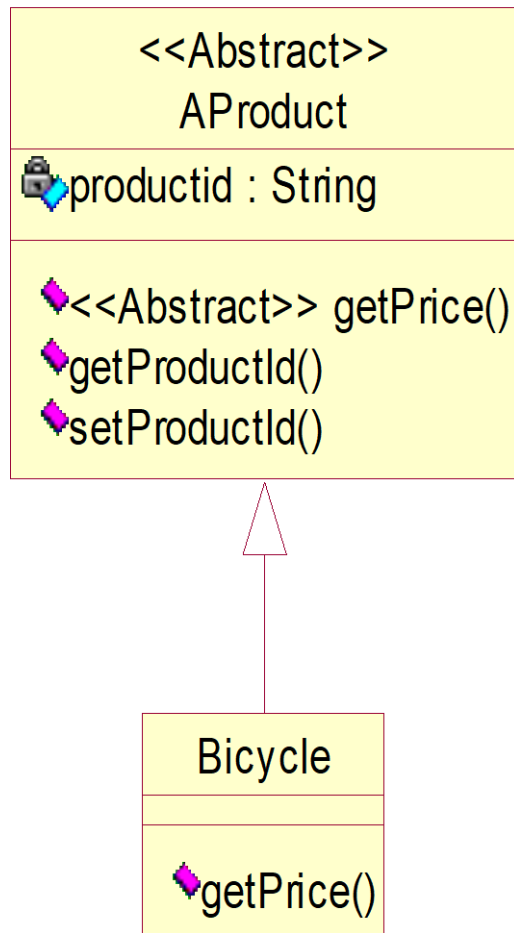 <<Abstract>>
AProduct
productid : String
<<Abstract>> getPrice()
getProductId()
setProductId()
Bicycle
getPrice()